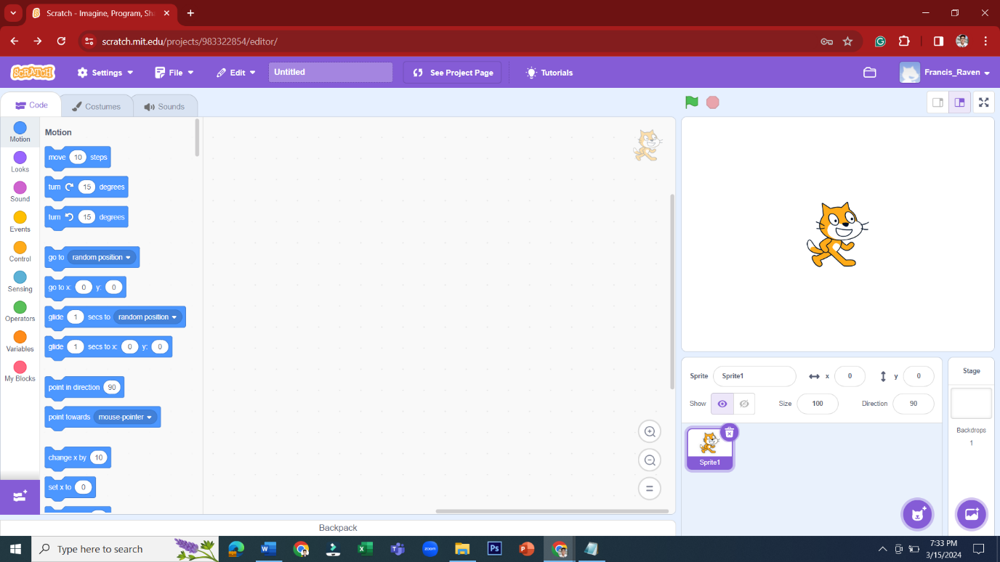 Scratch - Imagine, Program, Sha
scratch.mit.edu/projects/983322854/editor/
SCRATCH
Settings
File
Edit
Untitled
See Project Page
Tutorials
Francis_Raven
Code
Costumes
Sounds
Motion
Looks
Sound
Events
Control
Sensing
Operators
Variables
My Blocks
Motion
move 10 steps
turn 15 degrees
turn 15 degrees
go to random position
go to x: 0 y: 0
glide 1 secs to random position
glide 1 secs to x: 0 y: 0
point in direction 90
point towards mouse-pointer
change x by 10
set x to 0
Backpack
Sprite Sprite1 x 0 y 0
Show Size 100 Direction 90
Sprite1
Stage
Backdrops
1
Type here to search
7:33 PM
3/15/2024